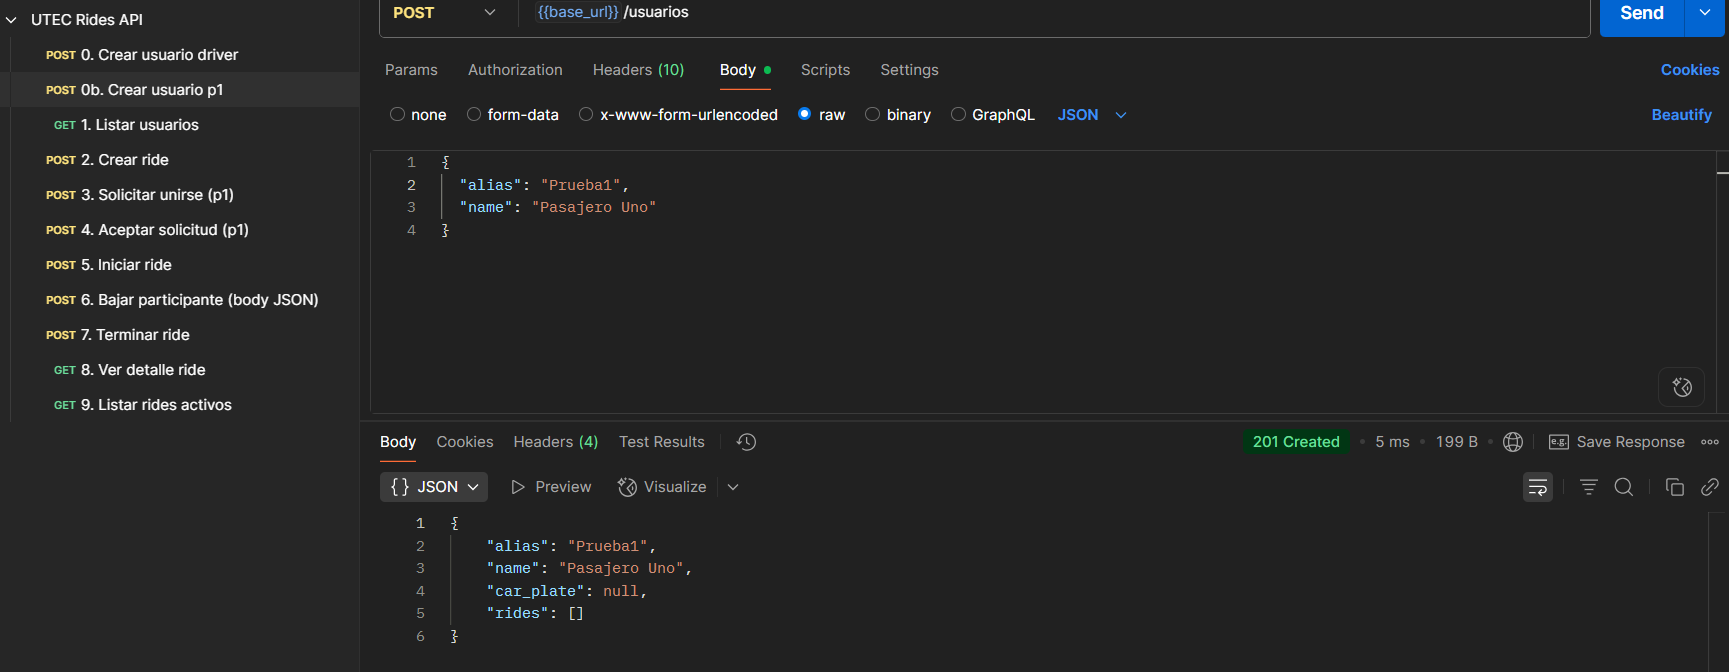 UTEC Rides API
POST 0. Crear usuario driver
POST 0b. Crear usuario p1
GET 1. Listar usuarios
POST 2. Crear ride
POST 3. Solicitar unirse (p1)
POST 4. Aceptar solicitud (p1)
POST 5. Iniciar ride
POST 6. Bajar participante (body JSON)
POST 7. Terminar ride
GET 8. Ver detalle ride
GET 9. Listar rides activos
POST {{base_url}} /usuarios Send
Params Authorization Headers (10) Body Scripts Settings Cookies
none form-data x-www-form-urlencoded raw binary GraphQL JSON Beautify
1 {
2 "alias": "Prueba1",
3 "name": "Pasajero Uno"
4 }
Body Cookies Headers (4) Test Results 201 Created 5 ms 199 B e.g. Save Response
{} JSON Preview Visualize
1 {
2 "alias": "Prueba1",
3 "name": "Pasajero Uno",
4 "car_plate": null,
5 "rides": []
6 }